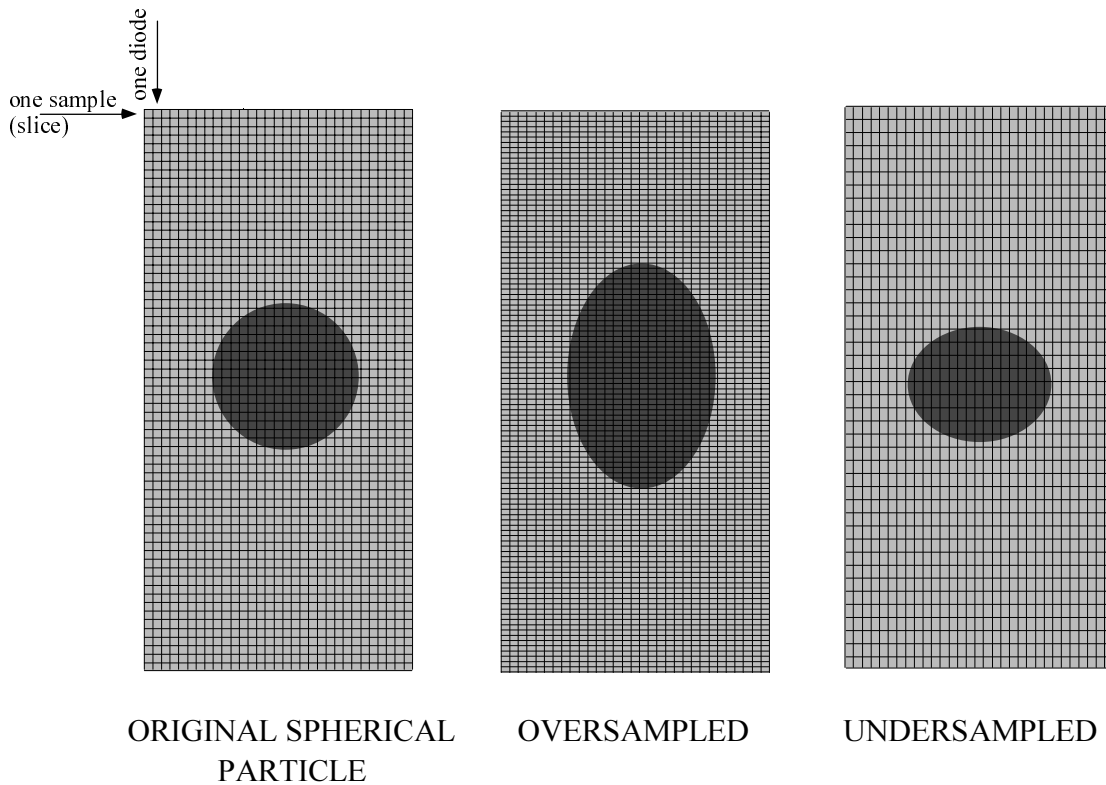 one diode
one sample
(slice)
ORIGINAL SPHERICAL
PARTICLE
OVERSAMPLED
UNDERSAMPLED